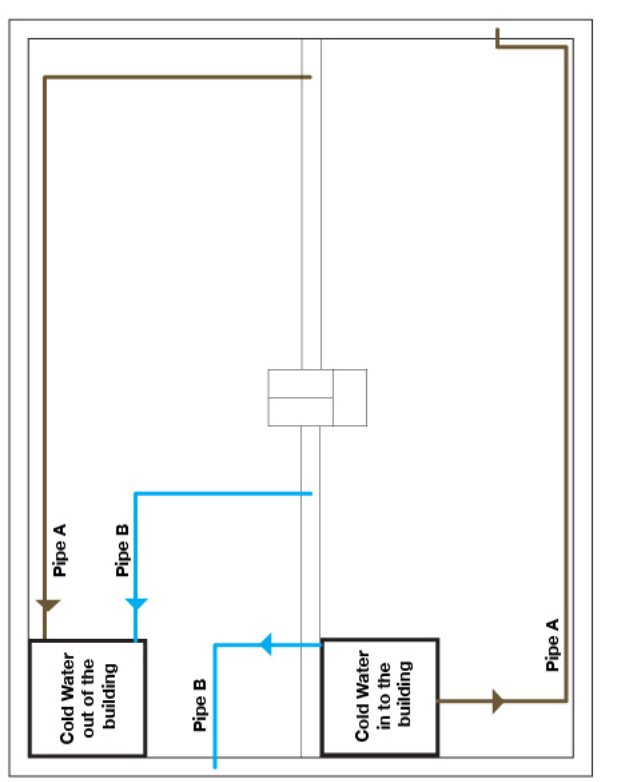 Pipe A
Pipe B
Cold Water
out of the
building
Pipe B
Cold Water
in to the
building
Pipe A